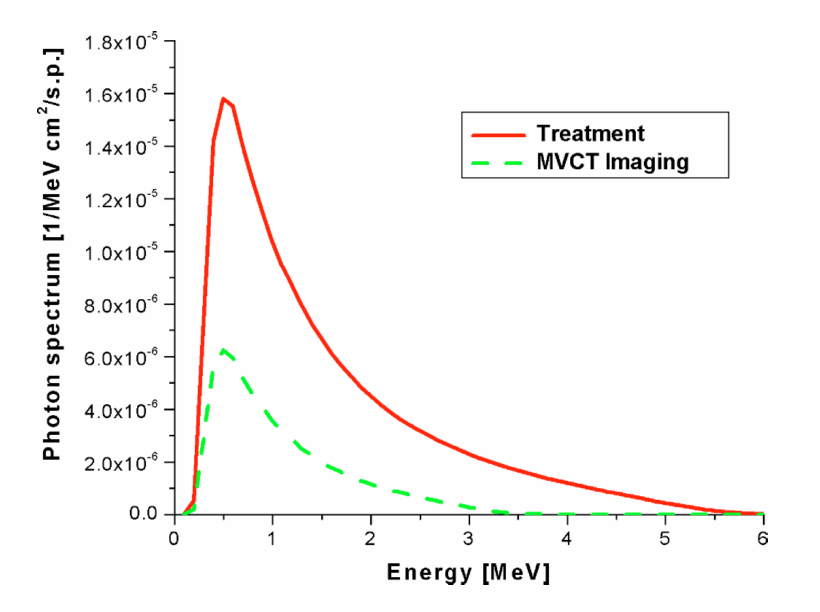 Photon spectrum [1/MeV cm²/s.p.]
1.8x10⁻⁵
1.6x10⁻⁵
1.4x10⁻⁵
1.2x10⁻⁵
1.0x10⁻⁵
8.0x10⁻⁶
6.0x10⁻⁶
4.0x10⁻⁶
2.0x10⁻⁶
0.0
Treatment
MVCT Imaging
0 1 2 3 4 5 6
Energy [MeV]